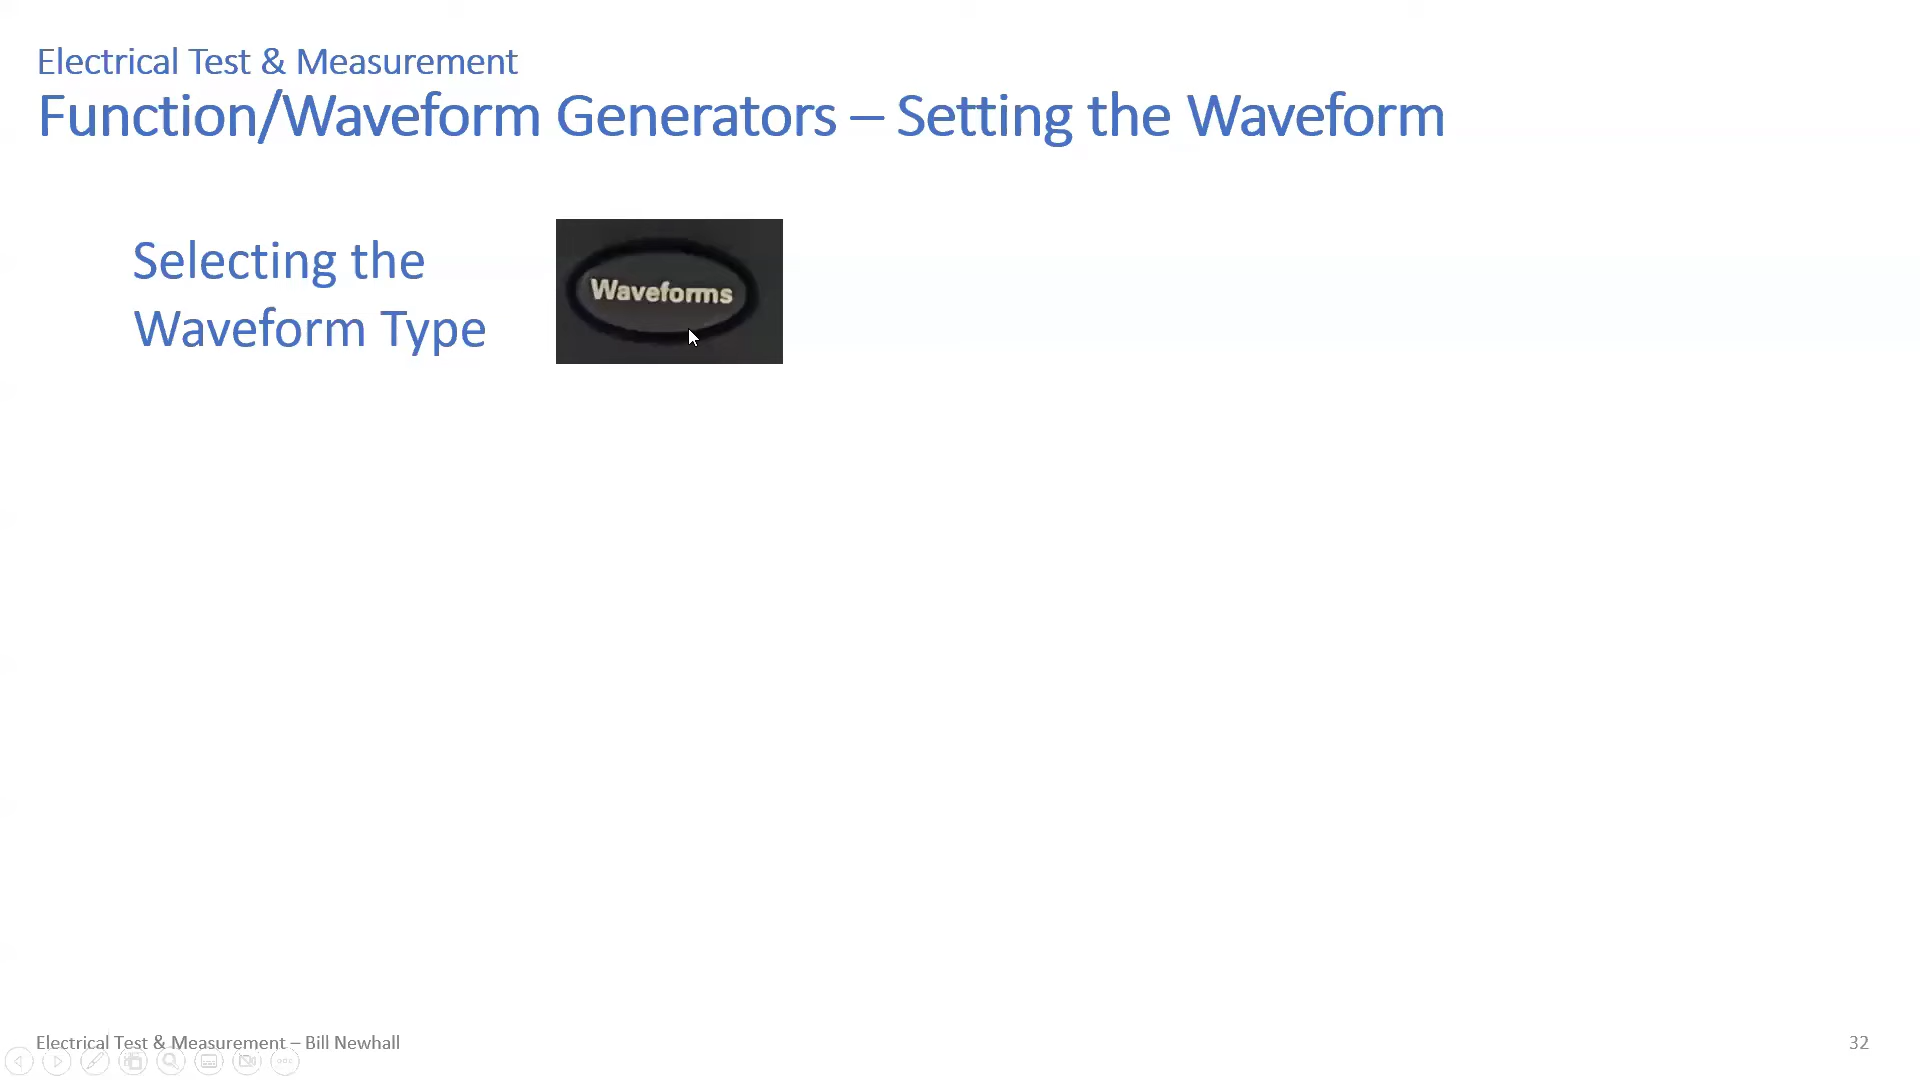 Electrical Test & Measurement
Function/Waveform Generators – Setting the Waveform
Selecting the
Waveform Type
Waveforms
Electrical Test & Measurement – Bill Newhall
32